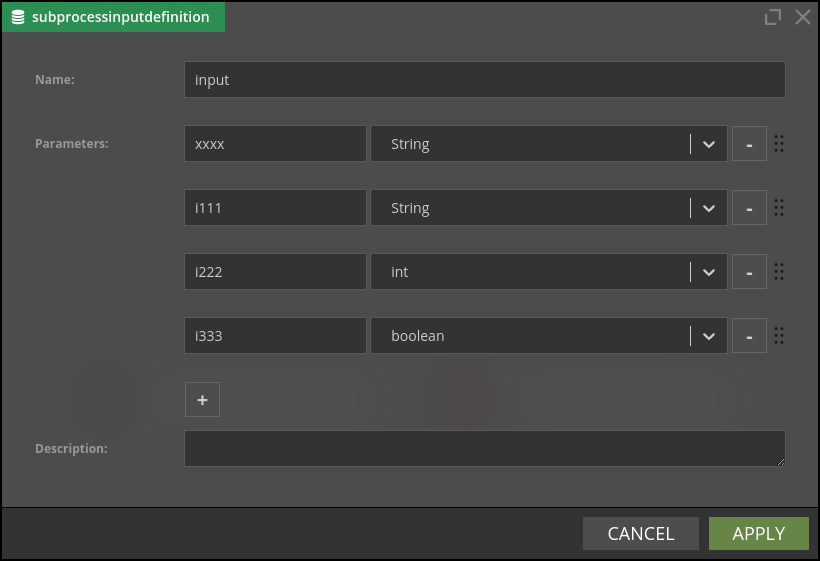 subprocessinputdefinition
Name:
input
Parameters:
xxxx String -
i111 String -
i222 int -
i333 boolean -
+
Description:
CANCEL APPLY